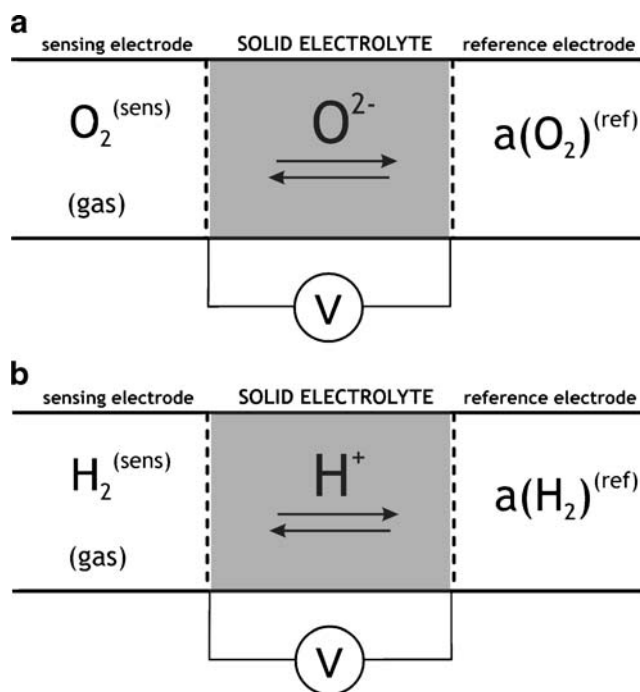 a
sensing electrode SOLID ELECTROLYTE reference electrode
O₂(sens) O²⁻ a(O₂)(ref)
(gas)
V
b
sensing electrode SOLID ELECTROLYTE reference electrode
H₂(sens) H⁺ a(H₂)(ref)
(gas)
V